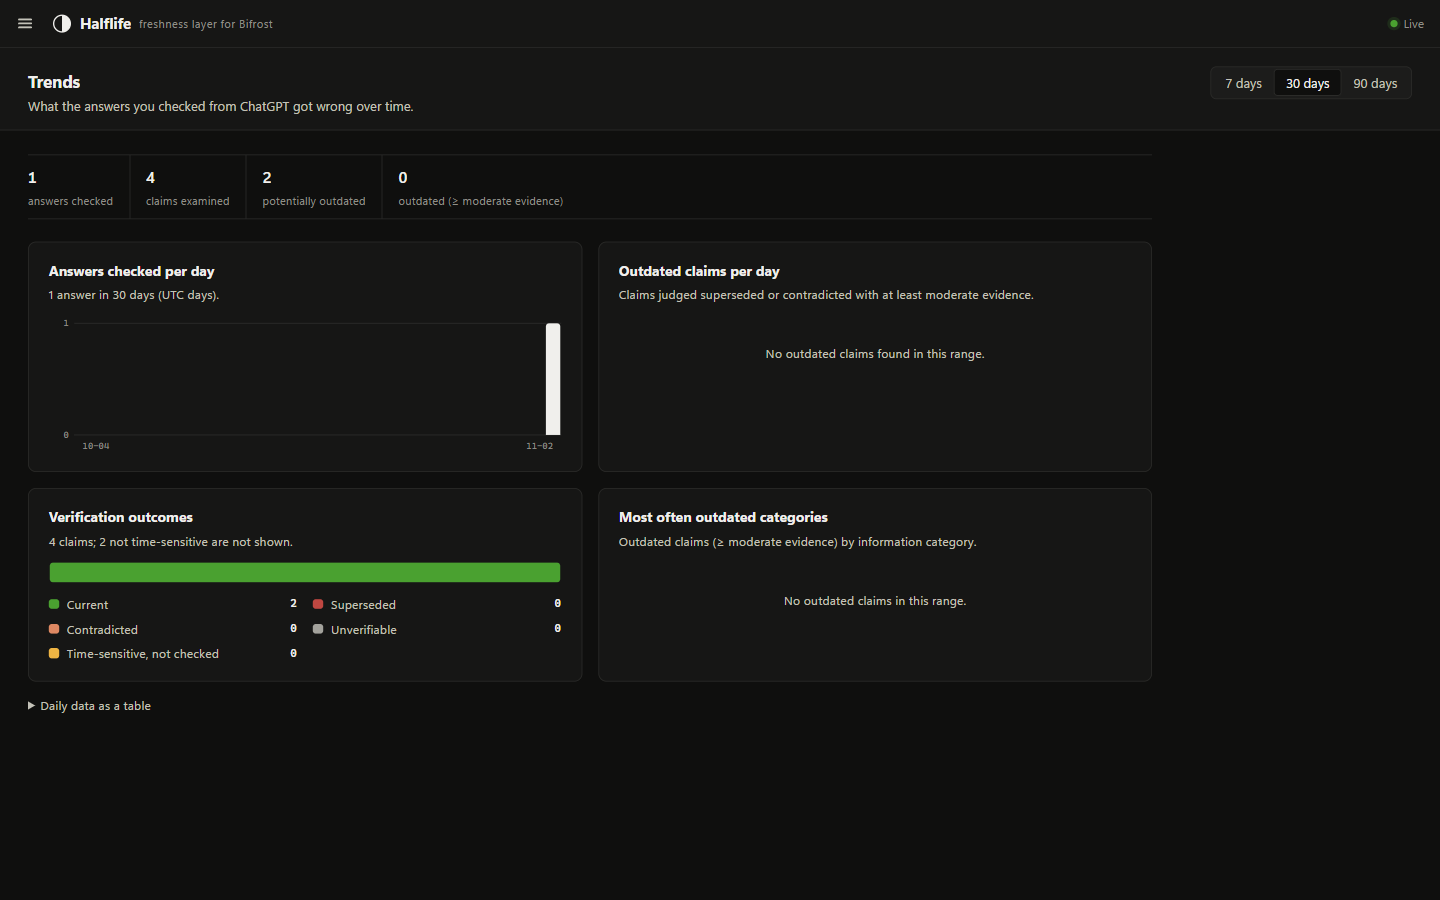 Halflife freshness layer for Bifrost
Live
Trends
What the answers you checked from ChatGPT got wrong over time.
7 days 30 days 90 days
1 4 2 0
answers checked claims examined potentially outdated outdated (≥ moderate evidence)
Answers checked per day
1 answer in 30 days (UTC days).
1
0
10-04 11-02
Outdated claims per day
Claims judged superseded or contradicted with at least moderate evidence.
No outdated claims found in this range.
Verification outcomes
4 claims; 2 not time-sensitive are not shown.
Current 2 Superseded 0
Contradicted 0 Unverifiable 0
Time-sensitive, not checked 0
Most often outdated categories
Outdated claims (≥ moderate evidence) by information category.
No outdated claims in this range.
Daily data as a table